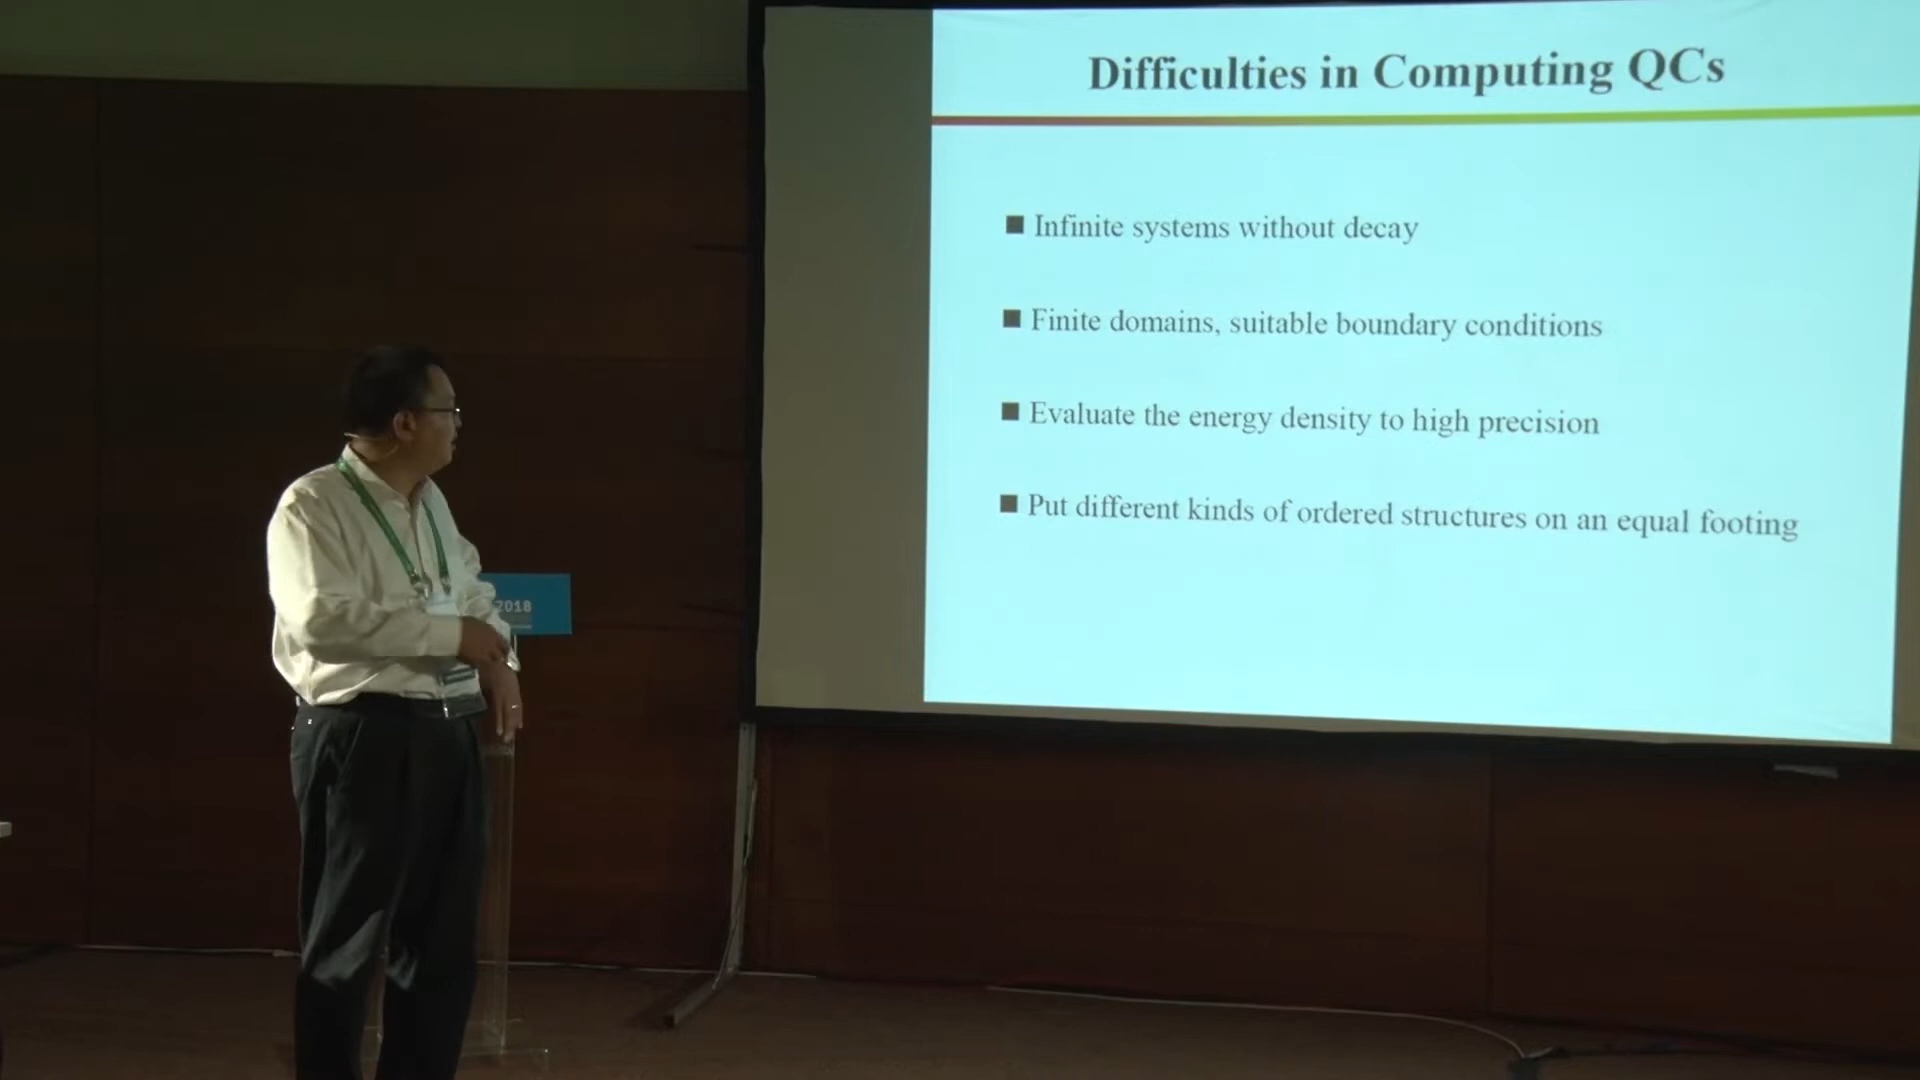 Difficulties in Computing QCs
Infinite systems without decay
Finite domains, suitable boundary conditions
Evaluate the energy density to high precision
Put different kinds of ordered structures on an equal footing
2018